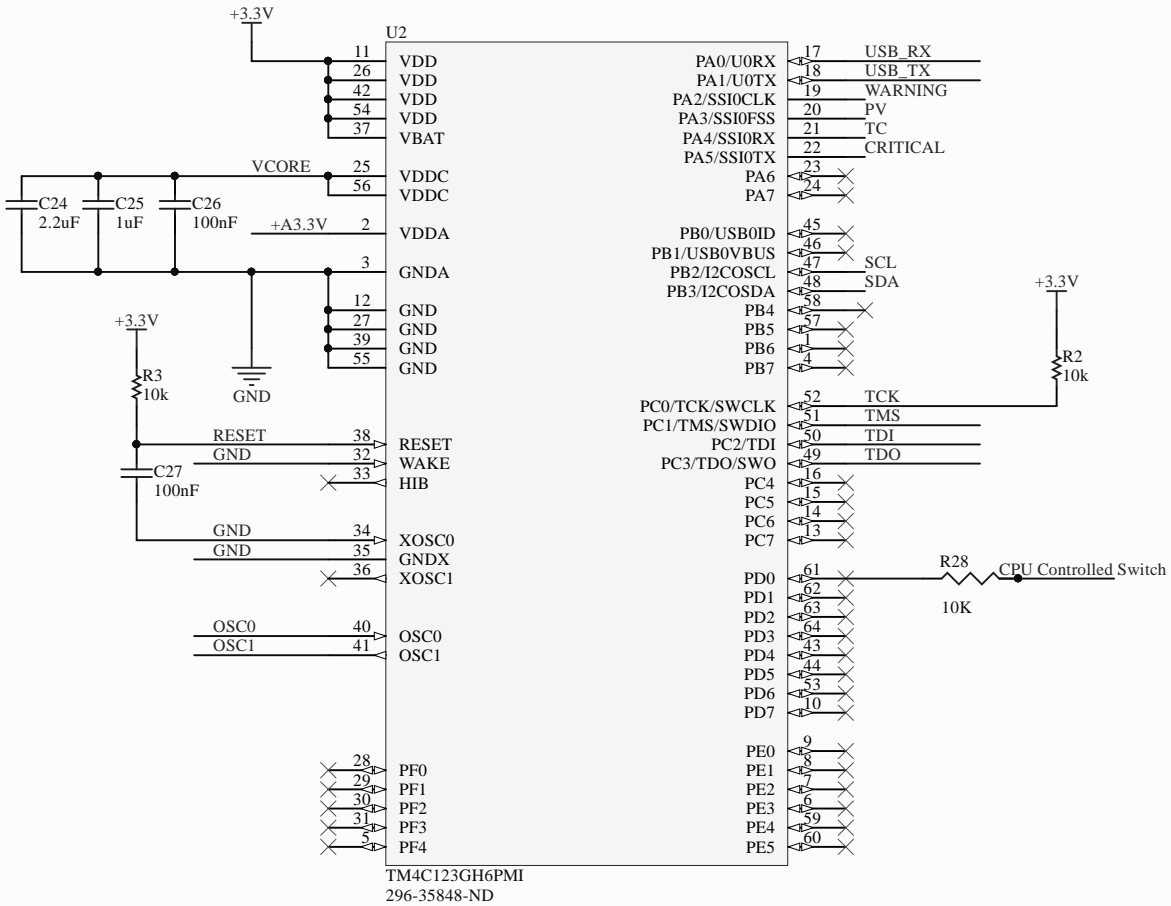 +3.3V
U2
11 VDD
26 VDD
42 VDD
54 VDD
37 VBAT
VCORE 25 VDDC
56 VDDC
C24 2.2uF
C25 1uF
C26 100nF
+A3.3V 2 VDDA
3 GNDA
12 GND
27 GND
39 GND
55 GND
GND
+3.3V
R3
10k
RESET 38 RESET
GND 32 WAKE
33 HIB
C27
100nF
GND 34 XOSC0
GND 35 GNDX
36 XOSC1
OSC0 40 OSC0
OSC1 41 OSC1
28 PF0
29 PF1
30 PF2
31 PF3
5 PF4
PA0/U0RX 17 USB_RX
PA1/U0TX 18 USB_TX
PA2/SSI0CLK 19 WARNING
PA3/SSI0FSS 20 PV
PA4/SSI0RX 21 TC
PA5/SSI0TX 22 CRITICAL
PA6 23
PA7 24
PB0/USB0ID 45
PB1/USB0VBUS 46
PB2/I2COSCL 47 SCL
PB3/I2COSDA 48 SDA
PB4 58
PB5 57
PB6 1
PB7 4
+3.3V
R2
10k
PC0/TCK/SWCLK 52 TCK
PC1/TMS/SWDIO 51 TMS
PC2/TDI 50 TDI
PC3/TDO/SWO 49 TDO
PC4 16
PC5 15
PC6 14
PC7 13
PD0 61
R28
10K
CPU Controlled Switch
PD1 62
PD2 63
PD3 64
PD4 43
PD5 44
PD6 53
PD7 10
PE0 9
PE1 8
PE2 7
PE3 6
PE4 59
PE5 60
TM4C123GH6PMI
296-35848-ND